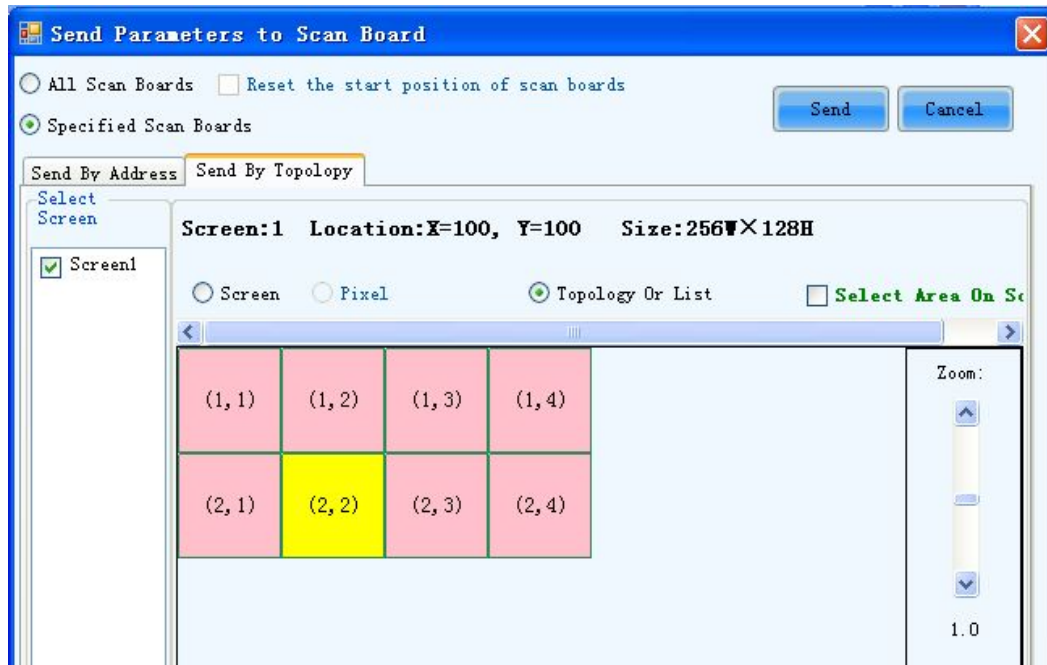 Send Parameters to Scan Board
All Scan Boards Reset the start position of scan boards
Specified Scan Boards
Send Cancel
Send By Address Send By Topolopy
Select
Screen
Screen1
Screen:1 Location:X=100, Y=100 Size:256W×128H
Screen Pixel Topology Or List Select Area On Sc
(1,1) (1,2) (1,3) (1,4)
(2,1) (2,2) (2,3) (2,4)
Zoom:
1.0